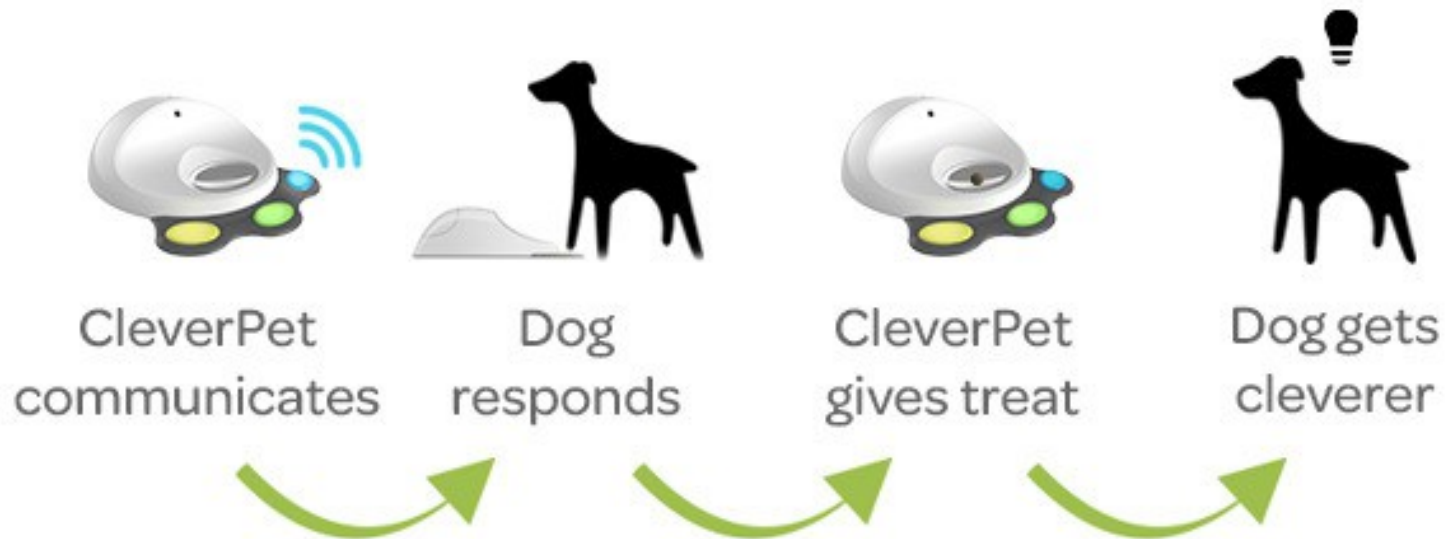 CleverPet
communicates
Dog
responds
CleverPet
gives treat
Dog gets
cleverer